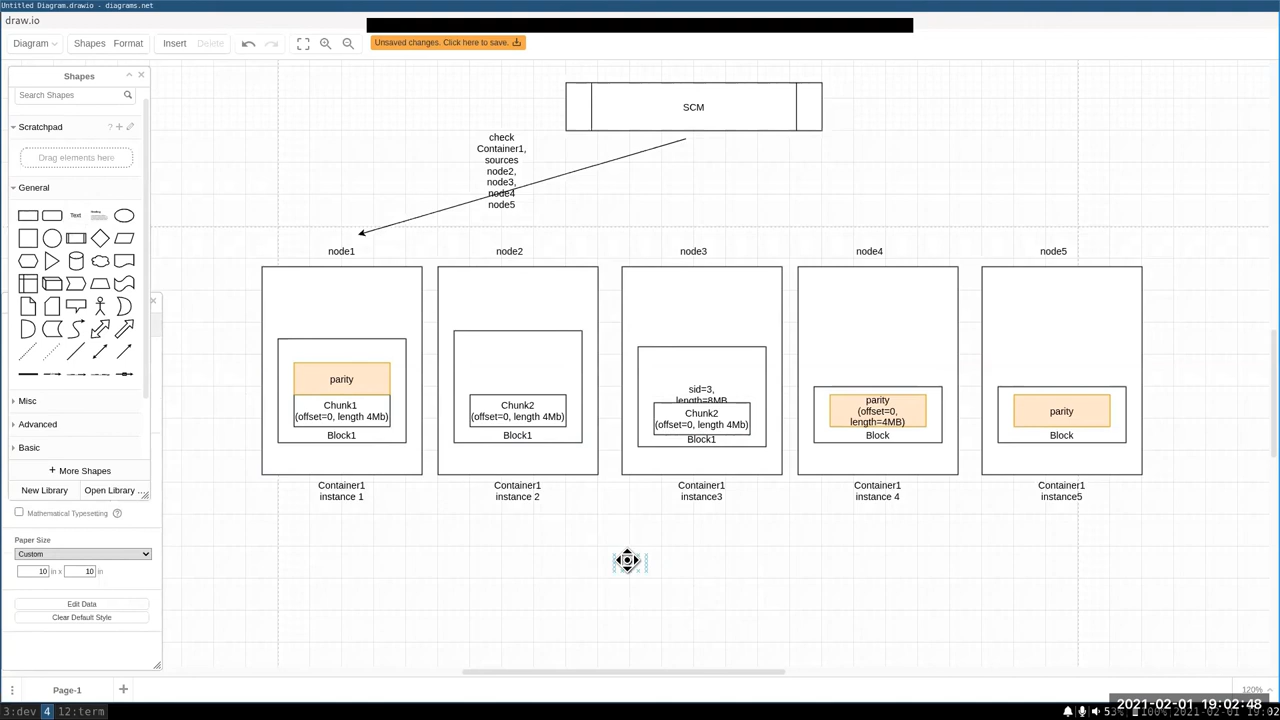 Untitled Diagram.drawio - diagrams.net
draw.io
Diagram
Shapes
Format
Insert
Delete
Unsaved changes. Click here to save.
Shapes
Search Shapes
Scratchpad
?
Drag elements here
General
Text
Heading
Misc
Advanced
Basic
+ More Shapes
New Library
Open Library ...
Mathematical Typesetting
Paper Size
Custom
10 in x 10 in
Edit Data
Clear Default Style
SCM
check
Container1,
sources
node2,
node3,
node4
node5
node1
node2
node3
node4
node5
parity
Chunk1
(offset=0, length 4Mb)
Block1
Chunk2
(offset=0, length 4Mb)
Block1
sid=3,
length=8MB
Chunk2
(offset=0, length 4Mb)
Block1
parity
(offset=0,
length=4MB)
Block
parity
Block
Container1
instance 1
Container1
instance 2
Container1
instance3
Container1
instance 4
Container1
instance5
Page-1
120%
2021-02-01 19:02:48
3:dev 4 12:term